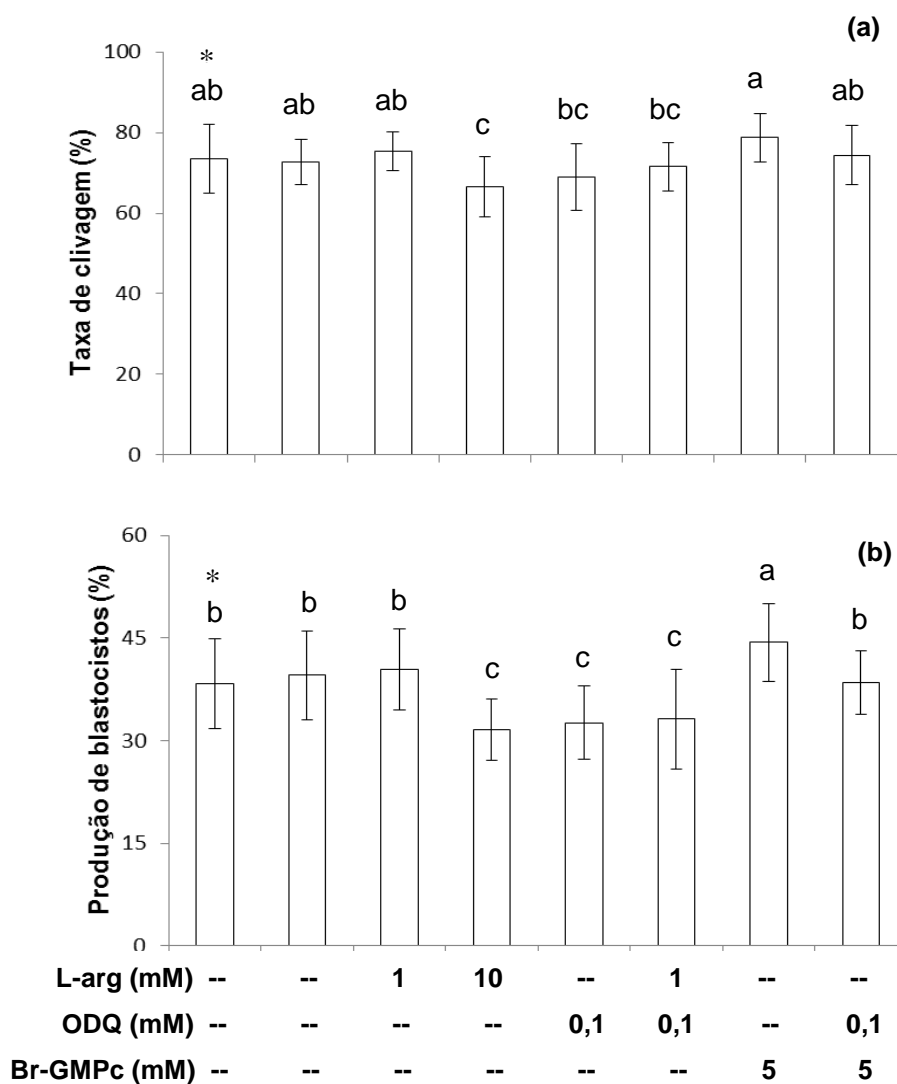 (a)
Taxa de clivagem (%)
100
80
60
40
20
0
*
ab ab ab c bc bc a ab
(b)
Produção de blastocistos (%)
60
45
30
15
0
*
b b b c c c a b
L-arg (mM) -- -- 1 10 -- 1 -- --
ODQ (mM) -- -- -- -- 0,1 0,1 -- 0,1
Br-GMPc (mM) -- -- -- -- -- -- 5 5